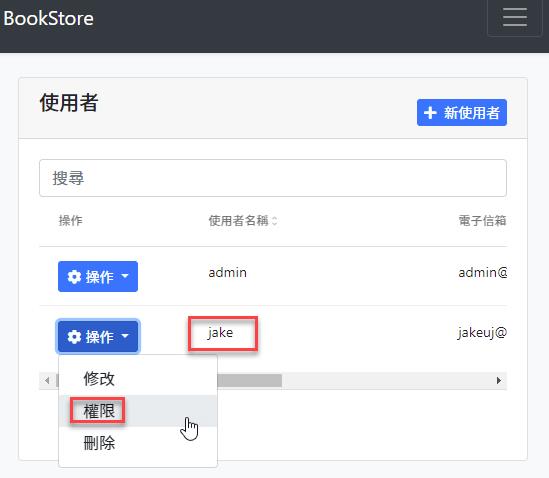 BookStore
使用者
新使用者
搜尋
操作 使用者名稱 電子信箱
操作 admin admin@
操作 jake jakeuj@
修改
權限
刪除